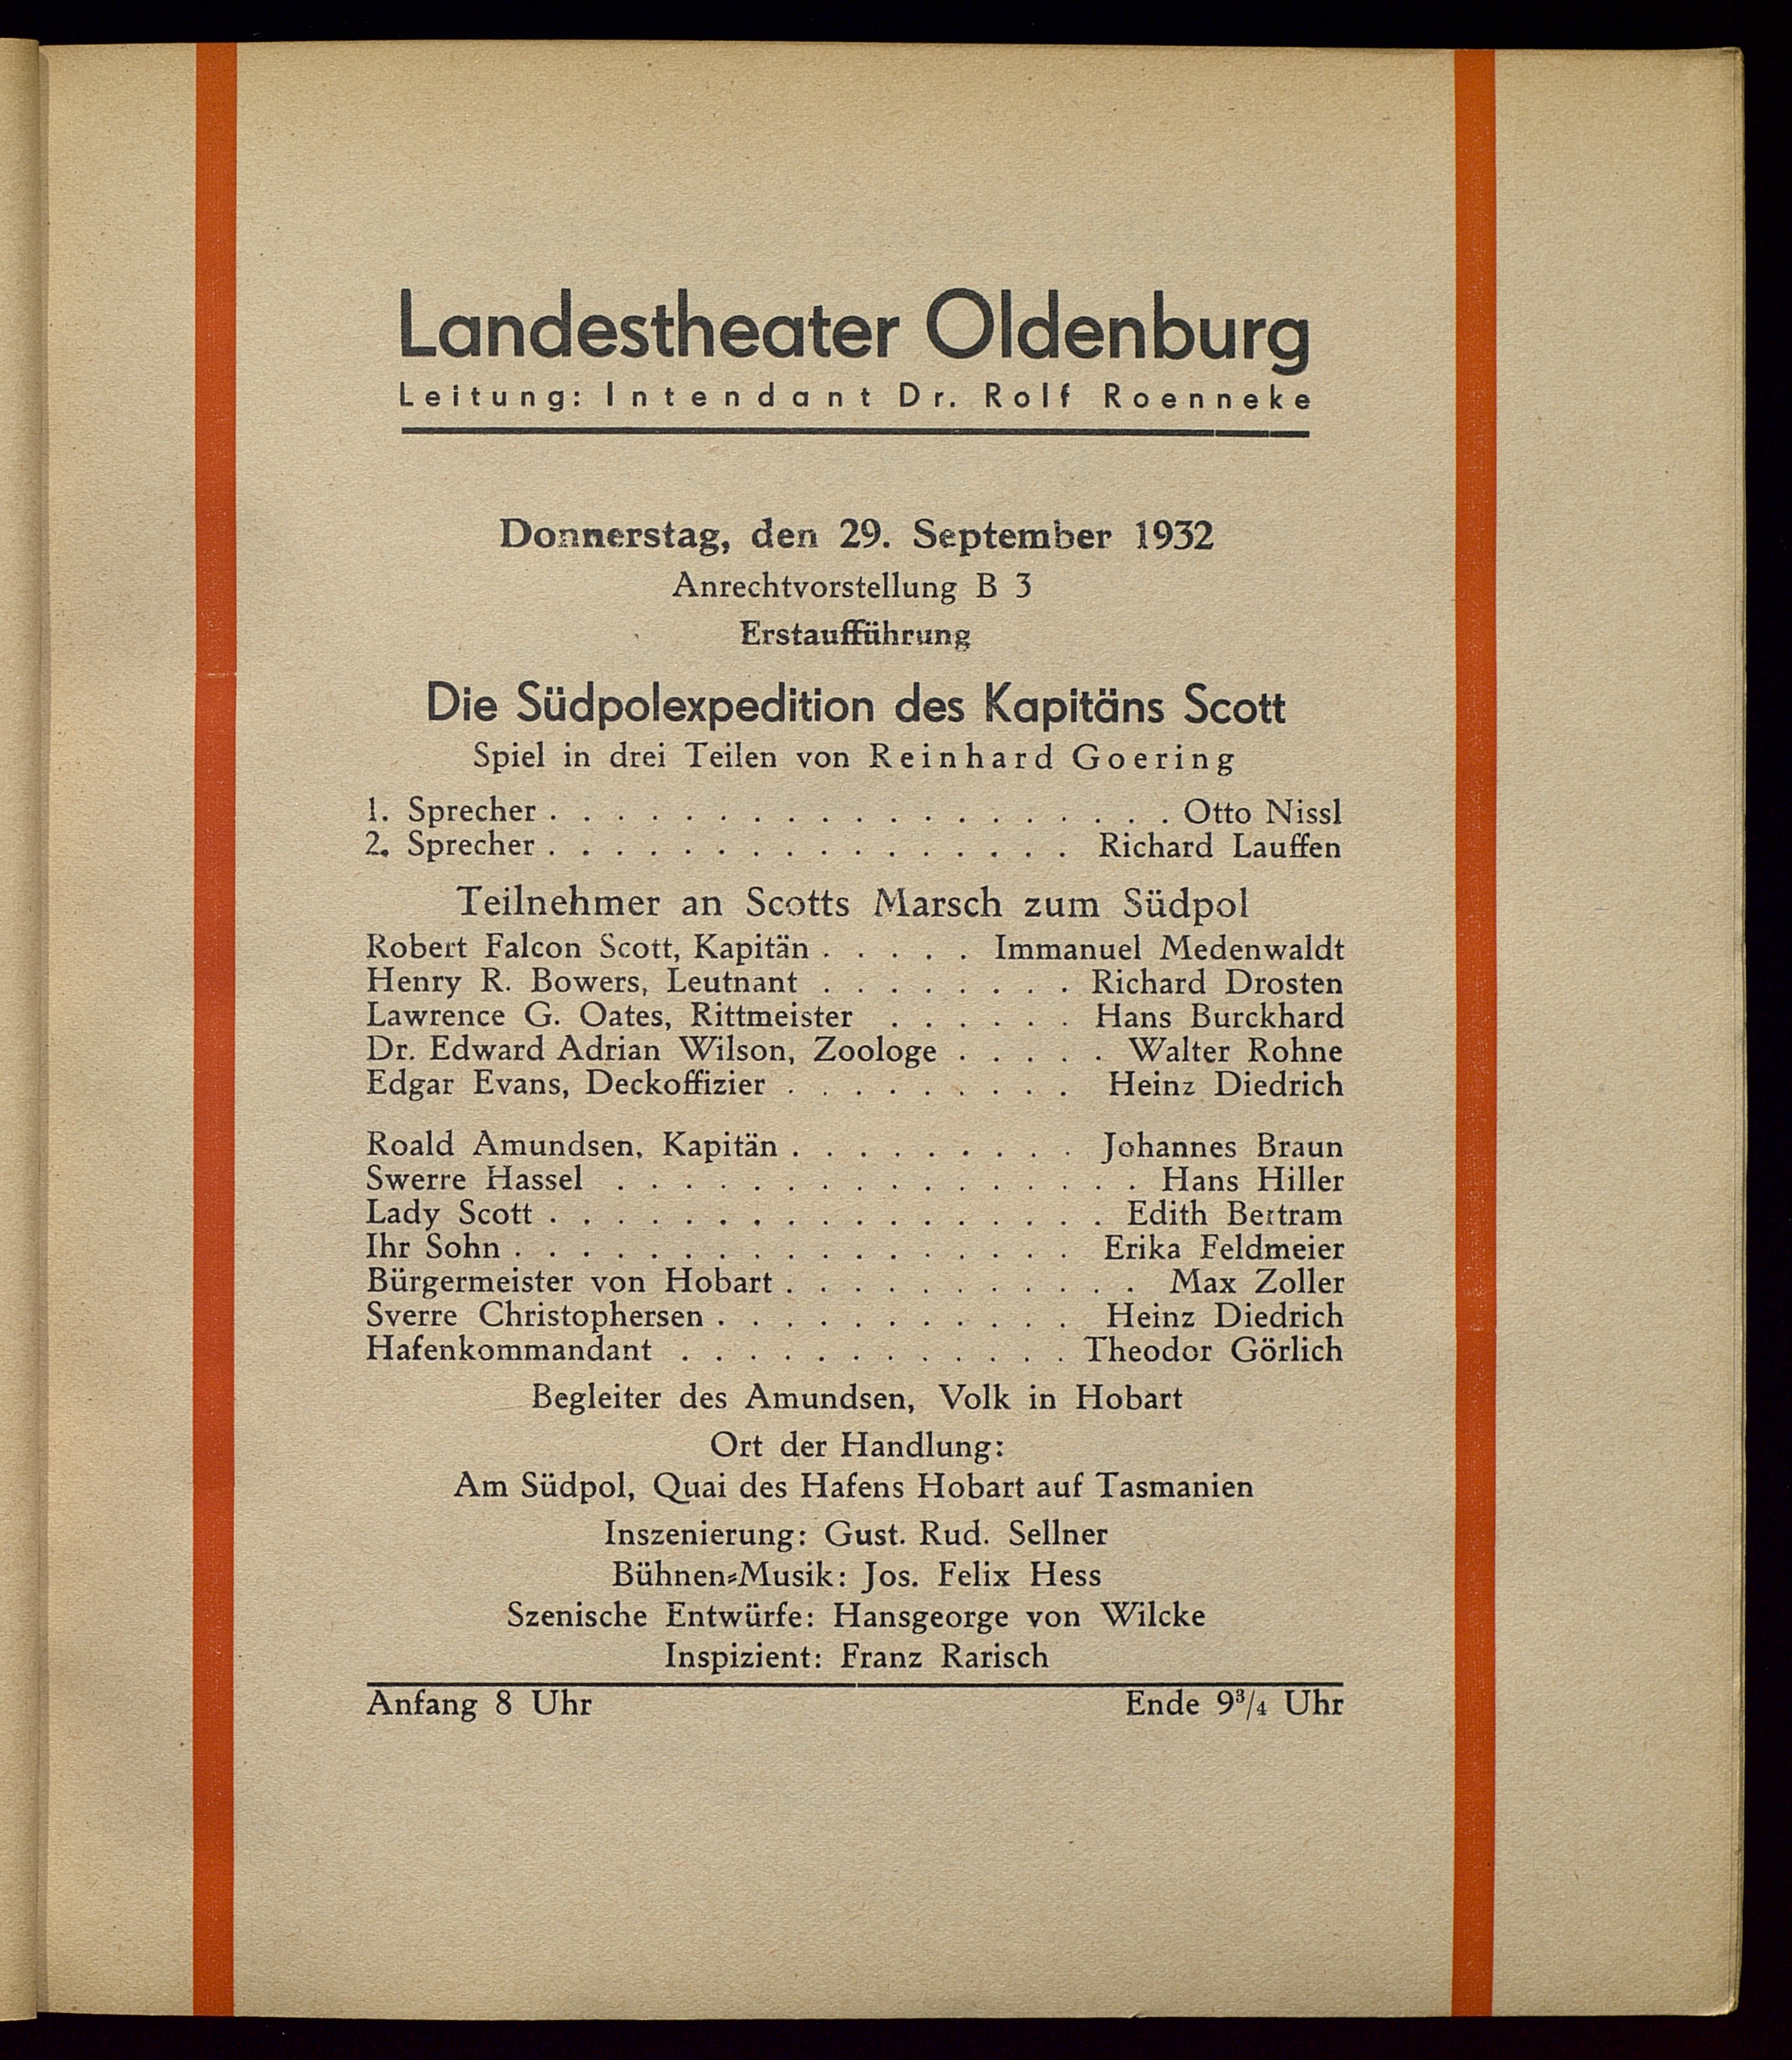 Landestheater Oldenburg
Leitung: Intendant Dr. Rolf Roenneke
Donnerstag, den 29. September 1932
Anrechtvorstellung B 3
Erstaufführung
Die Südpolexpedition des Kapitäns Scott
Spiel in drei Teilen von Reinhard Goering
1. Sprecher . . . . . . . . . . . . . . . . . . . Otto Nissl
2. Sprecher . . . . . . . . . . . . . . . . Richard Lauffen
Teilnehmer an Scotts Marsch zum Südpol
Robert Falcon Scott, Kapitän . . . . . Immanuel Medenwaldt
Henry R. Bowers, Leutnant . . . . . . . . Richard Drosten
Lawrence G. Oates, Rittmeister . . . . . . Hans Burckhard
Dr. Edward Adrian Wilson, Zoologe . . . . . Walter Rohne
Edgar Evans, Deckoffizier . . . . . . . . . Heinz Diedrich
Roald Amundsen, Kapitän . . . . . . . . . Johannes Braun
Swerre Hassel . . . . . . . . . . . . . . . . Hans Hiller
Lady Scott . . . . . . . . . . . . . . . . . Edith Bertram
Ihr Sohn . . . . . . . . . . . . . . . . . Erika Feldmeier
Bürgermeister von Hobart . . . . . . . . . . . Max Zoller
Sverre Christophersen . . . . . . . . . . . Heinz Diedrich
Hafenkommandant . . . . . . . . . . . . Theodor Görlich
Begleiter des Amundsen, Volk in Hobart
Ort der Handlung:
Am Südpol, Quai des Hafens Hobart auf Tasmanien
Inszenierung: Gust. Rud. Sellner
Bühnen-Musik: Jos. Felix Hess
Szenische Entwürfe: Hansgeorge von Wilcke
Inspizient: Franz Rarisch
Anfang 8 Uhr Ende 9³/₄ Uhr